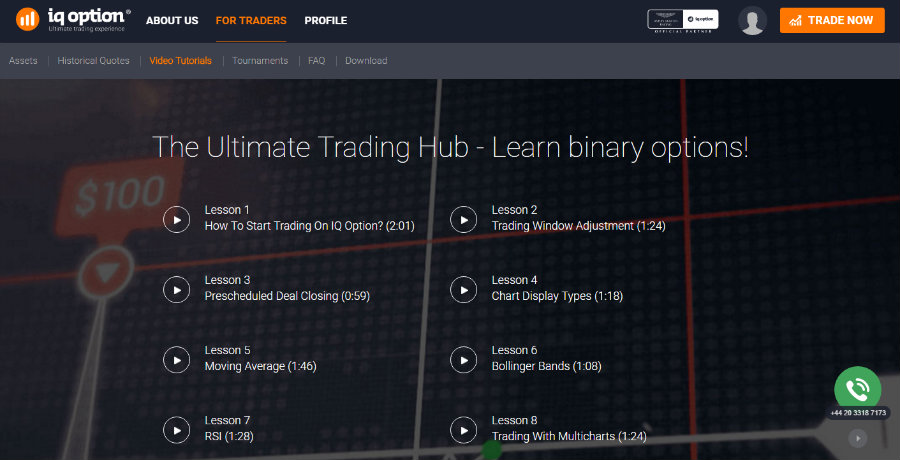 iq option®
Ultimate trading experience
ABOUT US
FOR TRADERS
PROFILE
iq option
OFFICIAL PARTNER
TRADE NOW
Assets
Historical Quotes
Video Tutorials
Tournaments
FAQ
Download
The Ultimate Trading Hub - Learn binary options!
$100
Lesson 1
How To Start Trading On IQ Option? (2:01)
Lesson 2
Trading Window Adjustment (1:24)
Lesson 3
Prescheduled Deal Closing (0:59)
Lesson 4
Chart Display Types (1:18)
Lesson 5
Moving Average (1:46)
Lesson 6
Bollinger Bands (1:08)
Lesson 7
RSI (1:28)
Lesson 8
Trading With Multicharts (1:24)
+44 20 3318 7173